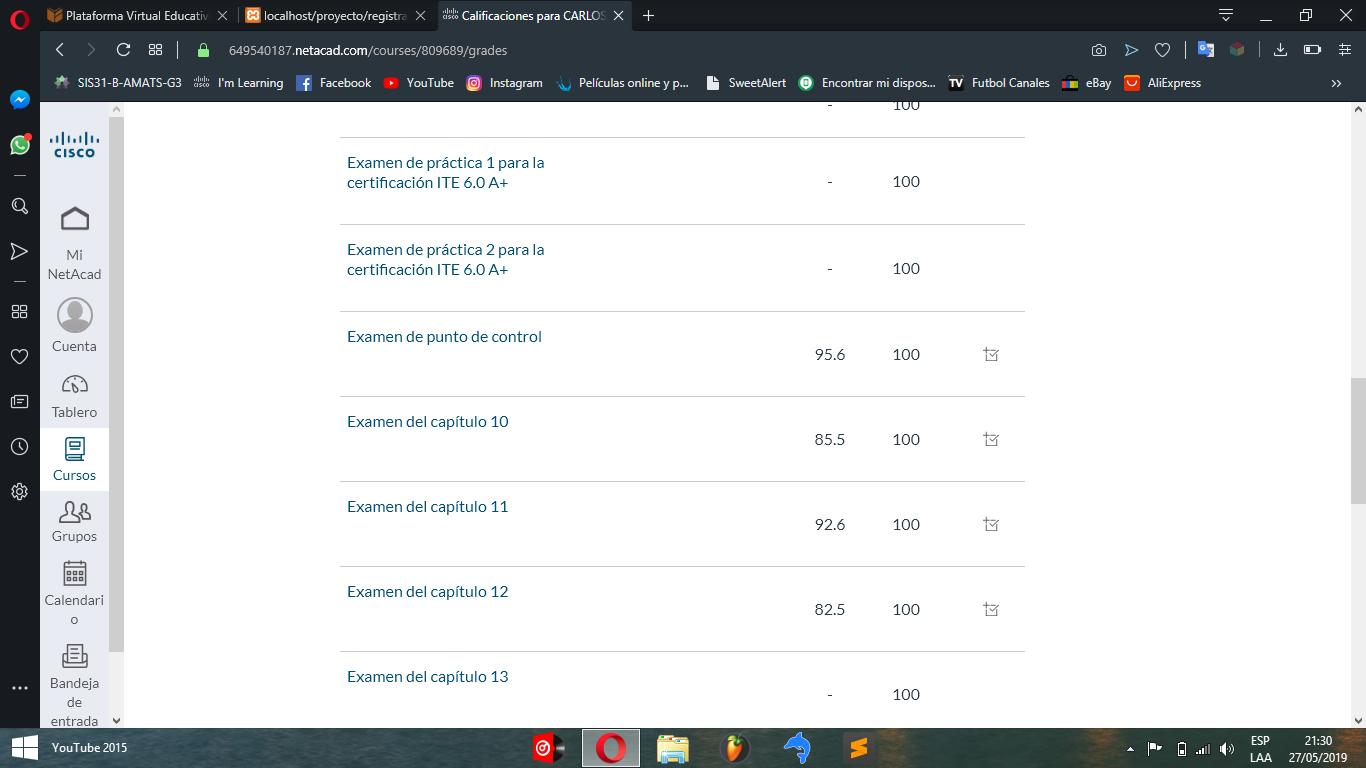 Plataforma Virtual Educativ
localhost/proyecto/registra
Calificaciones para CARLOS
649540187.netacad.com/courses/809689/grades
SIS31-B-AMATS-G3
I'm Learning
Facebook
YouTube
Instagram
Películas online y p...
SweetAlert
Encontrar mi dispos...
TV
Futbol Canales
eBay
AliExpress
CISCO
Mi
NetAcad
Cuenta
Tablero
Cursos
Grupos
Calendari
o
Bandeja
de
entrada
- 100
Examen de práctica 1 para la
certificación ITE 6.0 A+
- 100
Examen de práctica 2 para la
certificación ITE 6.0 A+
- 100
Examen de punto de control
95.6 100
Examen del capítulo 10
85.5 100
Examen del capítulo 11
92.6 100
Examen del capítulo 12
82.5 100
Examen del capítulo 13
- 100
YouTube 2015
ESP
LAA
21:30
27/05/2019